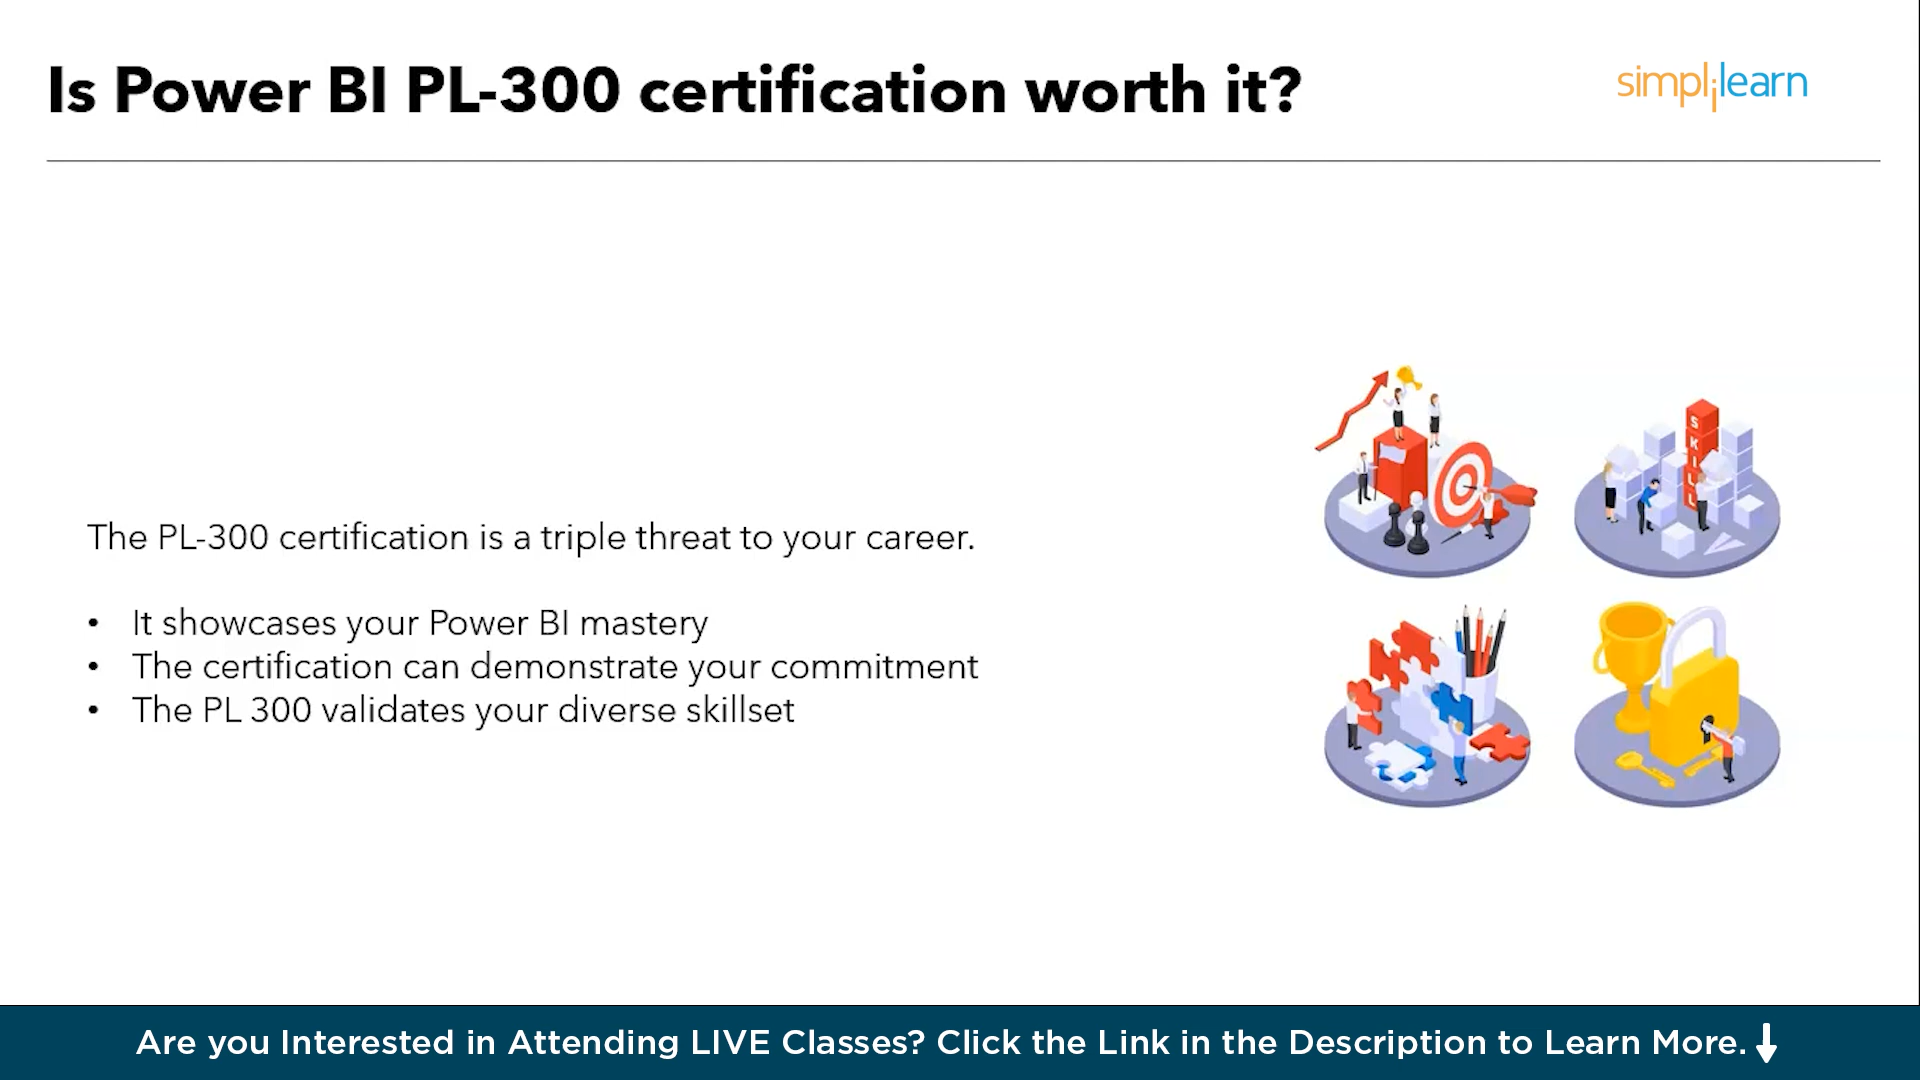 Is Power BI PL-300 certification worth it?
simplilearn
The PL-300 certification is a triple threat to your career.
• It showcases your Power BI mastery
• The certification can demonstrate your commitment
• The PL 300 validates your diverse skillset
SKILL
Are you Interested in Attending LIVE Classes? Click the Link in the Description to Learn More.